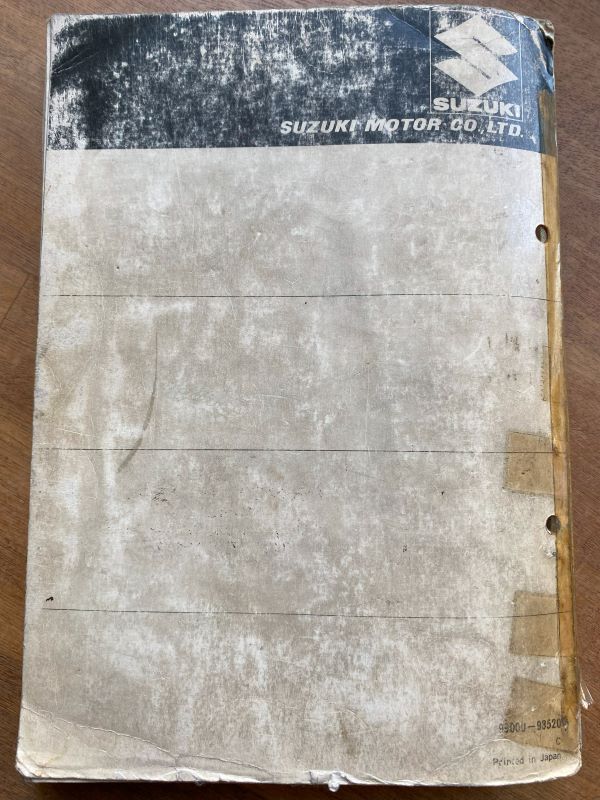 SUZUKI
SUZUKI MOTOR CO. LTD.
C
Printed in Japan